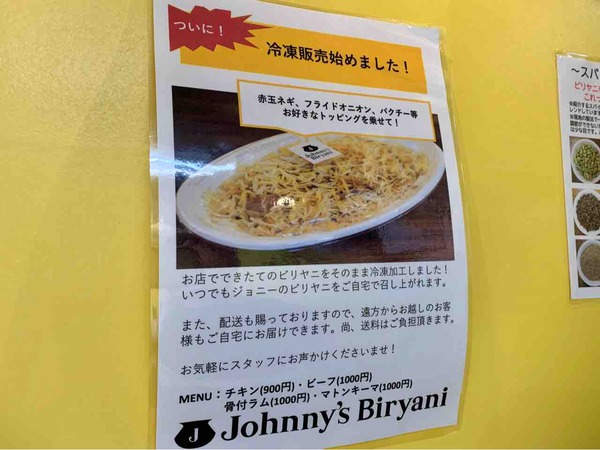 ついに！
冷凍販売始めました！
赤玉ネギ、フライドオニオン、パクチー等
お好きなトッピングを乗せて！
Johnny's
Biryani
お店でできたてのビリヤニをそのまま冷凍加工しました！
いつでもジョニーのビリヤニをご自宅で召し上がれます。
また、配送も賜っておりますので、遠方からお越しのお客
様もご自宅にお届けできます。尚、送料はご負担頂きます。
お気軽にスタッフにお声かけくださいませ！
MENU：チキン(900円)・ビーフ(1000円)
骨付ラム(1000円)・マトンキーマ(1000円)
J Johnny's Biryani
～スパ
ビリヤニ
これっ